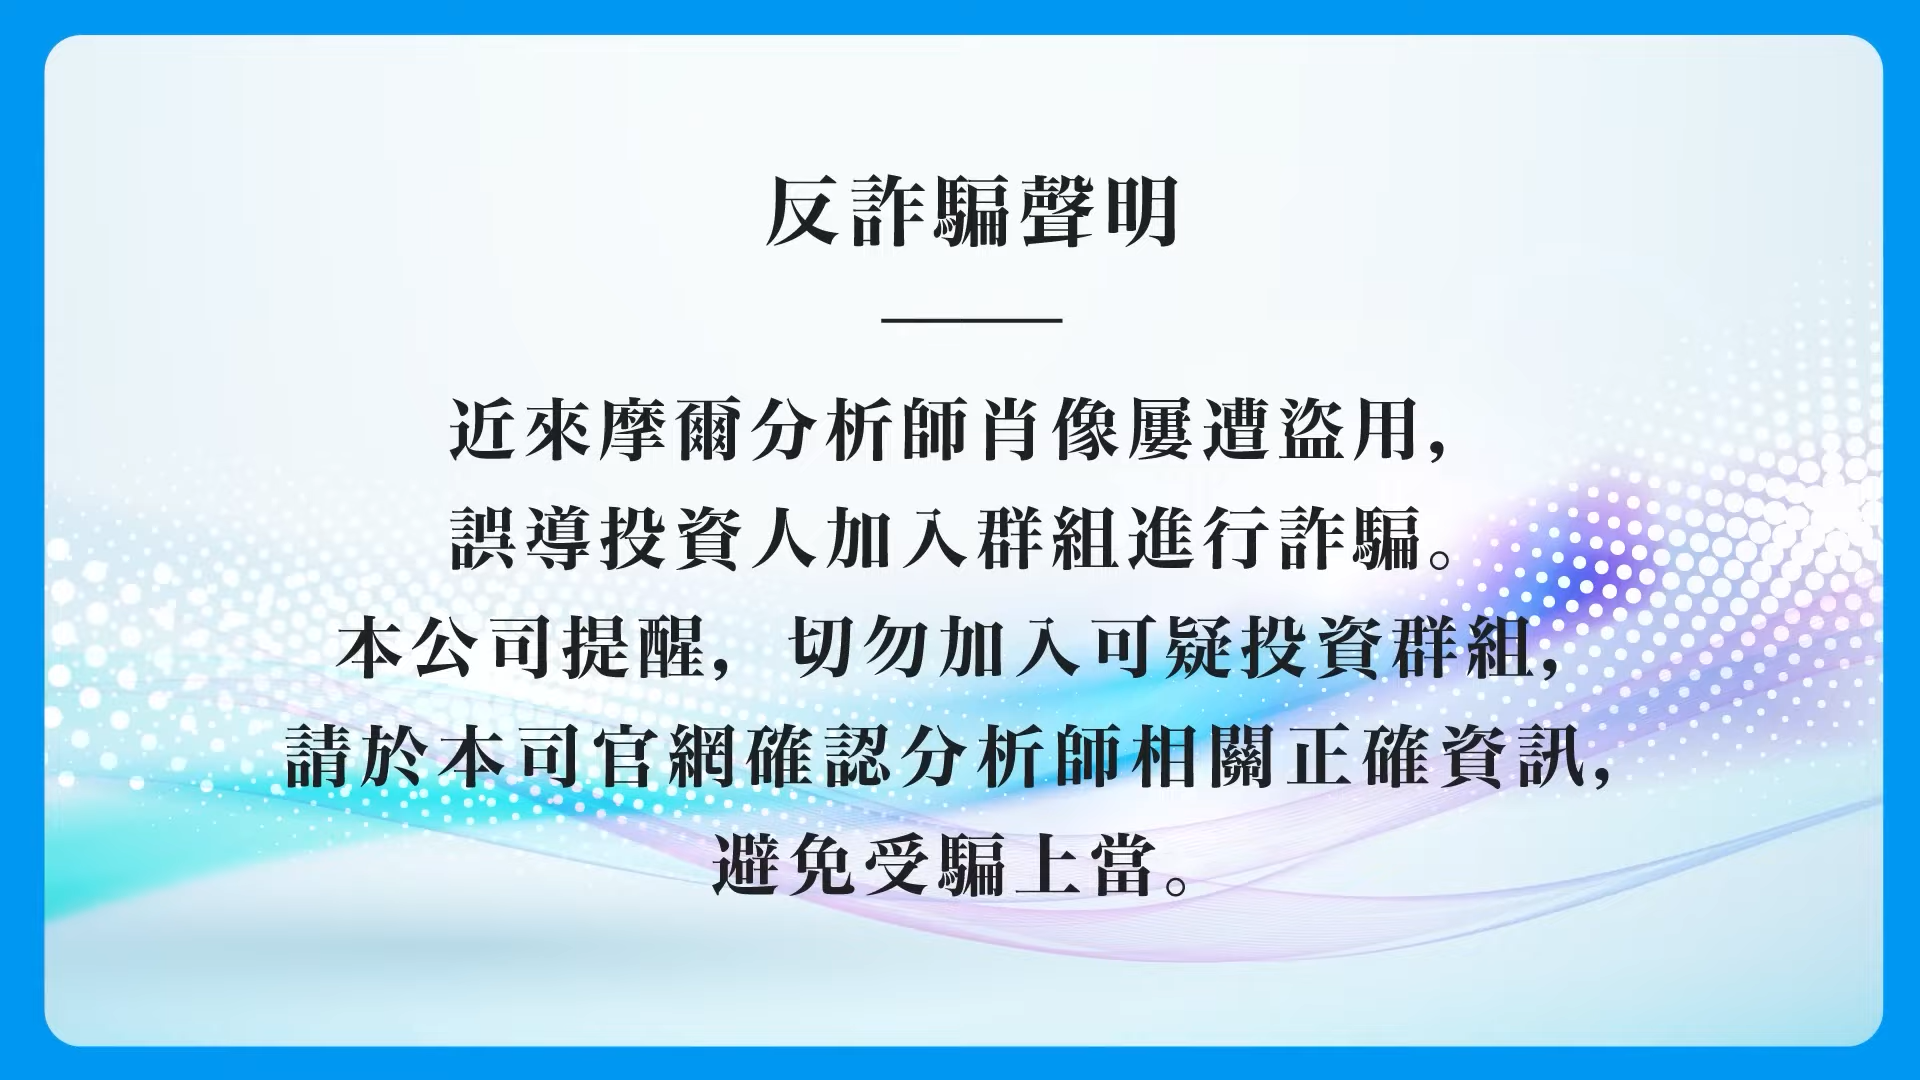 反詐騙聲明
近來摩爾分析師肖像屢遭盜用，
誤導投資人加入群組進行詐騙。
本公司提醒，切勿加入可疑投資群組，
請於本司官網確認分析師相關正確資訊，
避免受騙上當。